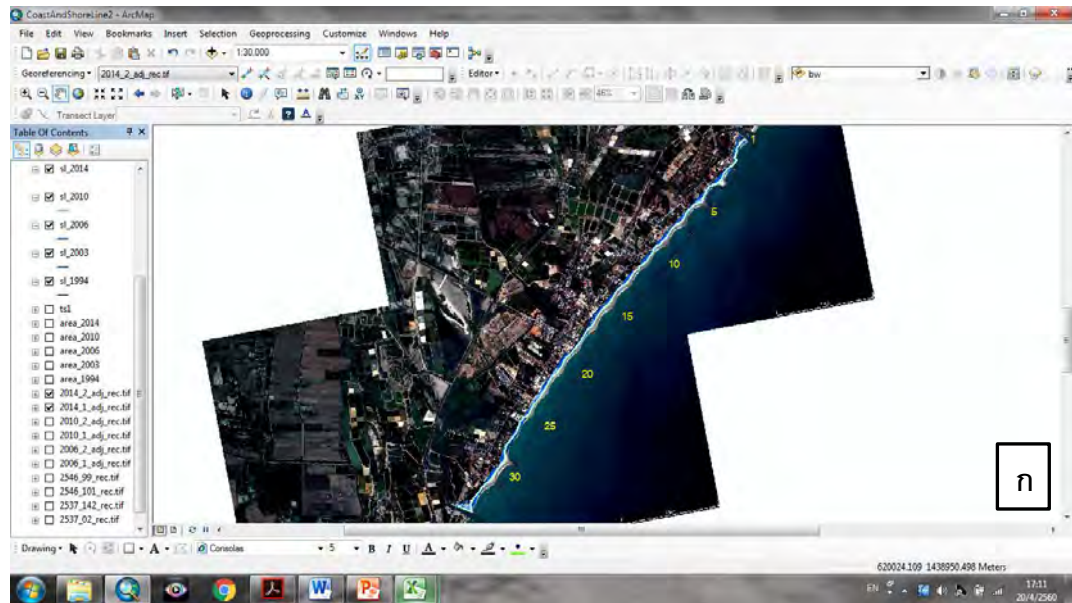 CoastAndShoreLine2 - ArcMap
File Edit View Bookmarks Insert Selection Geoprocessing Customize Windows Help
1:30,000
Georeferencing 2014_2_adj_rec.tif Editor bw
46%
Transect Layer
Table Of Contents
sl_2014
sl_2010
sl_2006
sl_2003
sl_1994
ts1
area_2014
area_2010
area_2006
area_2003
area_1994
2014_2_adj_rec.tif
2014_1_adj_rec.tif
2010_2_adj_rec.tif
2010_1_adj_rec.tif
2006_2_adj_rec.tif
2006_1_adj_rec.tif
2546_99_rec.tif
2546_101_rec.tif
2537_142_rec.tif
2537_02_rec.tif
1
5
10
15
20
25
30
ก
Drawing A Consolas 5 B I U A
620024.109 1438950.498 Meters
EN 17:11
20/4/2560